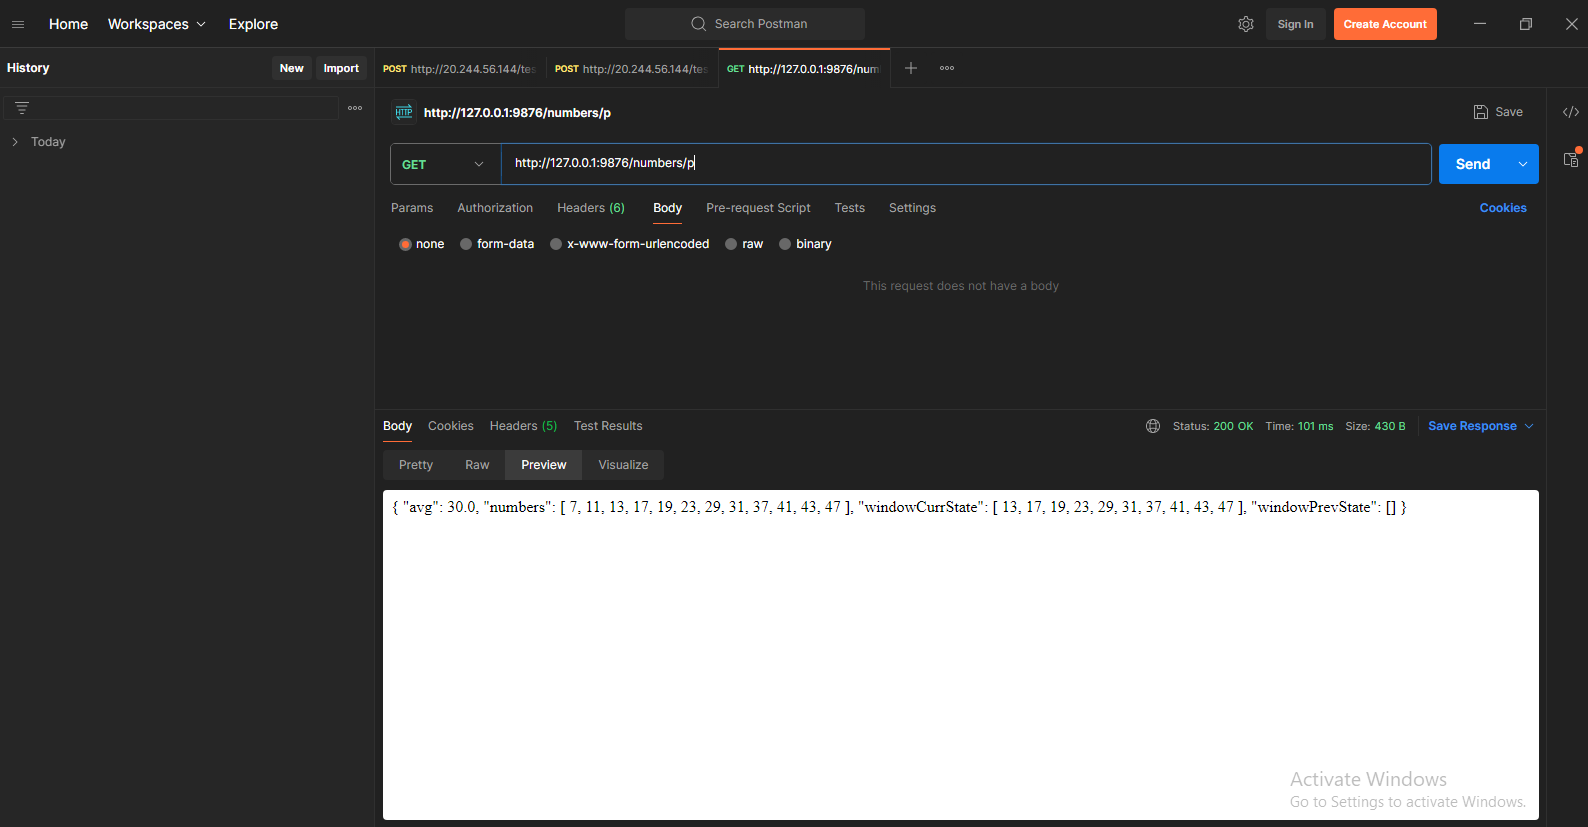 Home Workspaces Explore Search Postman Sign In Create Account
History New Import POST http://20.244.56.144/tes POST http://20.244.56.144/tes GET http://127.0.0.1:9876/num
HTTP http://127.0.0.1:9876/numbers/p Save
Today
GET http://127.0.0.1:9876/numbers/p Send
Params Authorization Headers (6) Body Pre-request Script Tests Settings Cookies
none form-data x-www-form-urlencoded raw binary
This request does not have a body
Body Cookies Headers (5) Test Results Status: 200 OK Time: 101 ms Size: 430 B Save Response
Pretty Raw Preview Visualize
{ "avg": 30.0, "numbers": [ 7, 11, 13, 17, 19, 23, 29, 31, 37, 41, 43, 47 ], "windowCurrState": [ 13, 17, 19, 23, 29, 31, 37, 41, 43, 47 ], "windowPrevState": [] }
Activate Windows
Go to Settings to activate Windows.